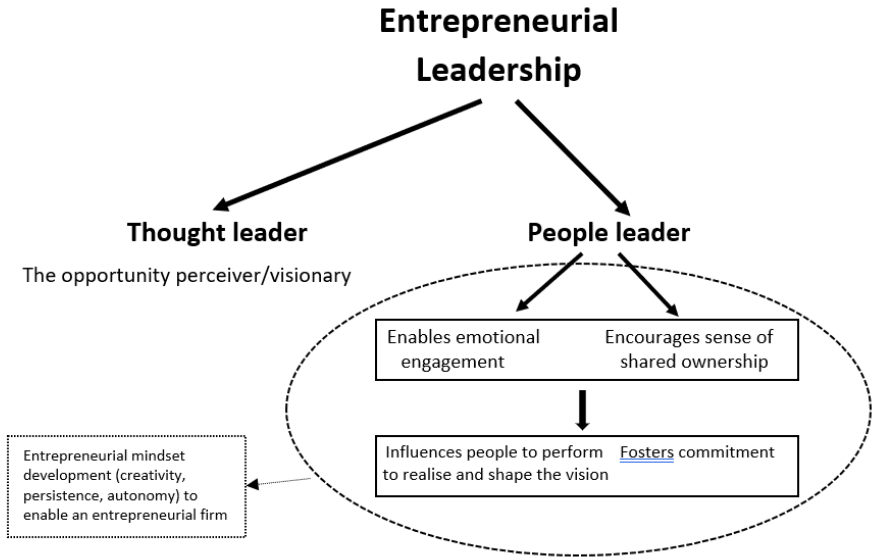 Entrepreneurial
Leadership
Thought leader
The opportunity perceiver/visionary
People leader
Enables emotional
engagement
Encourages sense of
shared ownership
Influences people to perform
to realise and shape the vision
Fosters commitment
Entrepreneurial mindset
development (creativity,
persistence, autonomy) to
enable an entrepreneurial firm